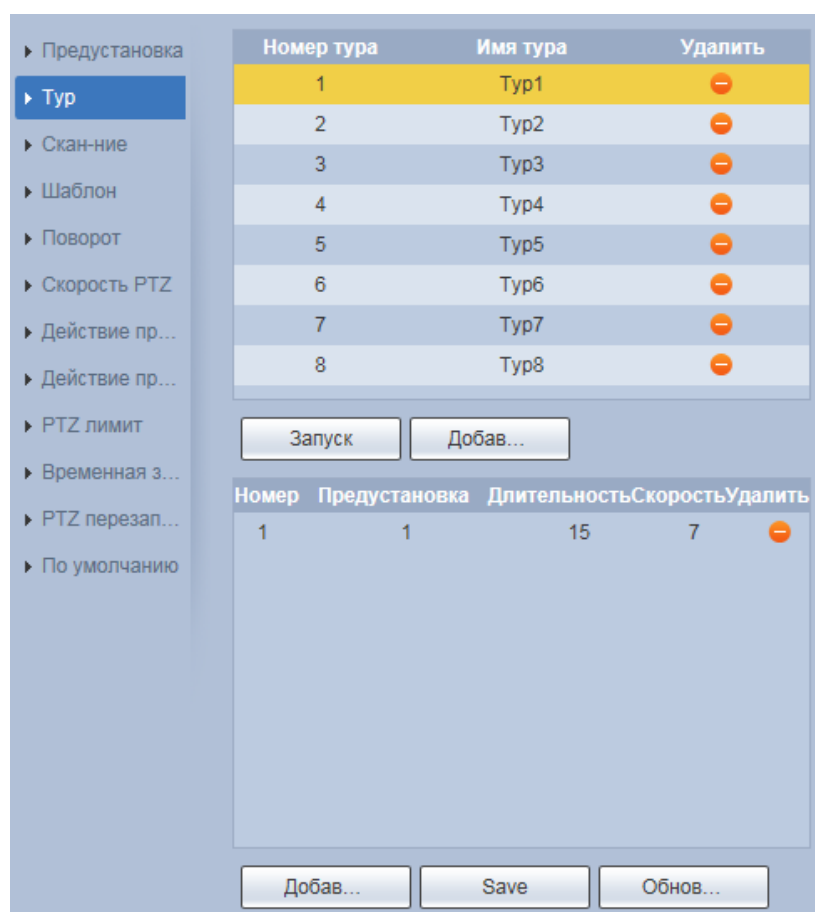 Предустановка
Тур
Скан-ние
Шаблон
Поворот
Скорость PTZ
Действие пр...
Действие пр...
PTZ лимит
Временная з...
PTZ перезап...
По умолчанию
Номер тура Имя тура Удалить
1 Тур1
2 Тур2
3 Тур3
4 Тур4
5 Тур5
6 Тур6
7 Тур7
8 Тур8
Запуск Добав...
Номер Предустановка Длительность Скорость Удалить
1 1 15 7
Добав... Save Обнов...